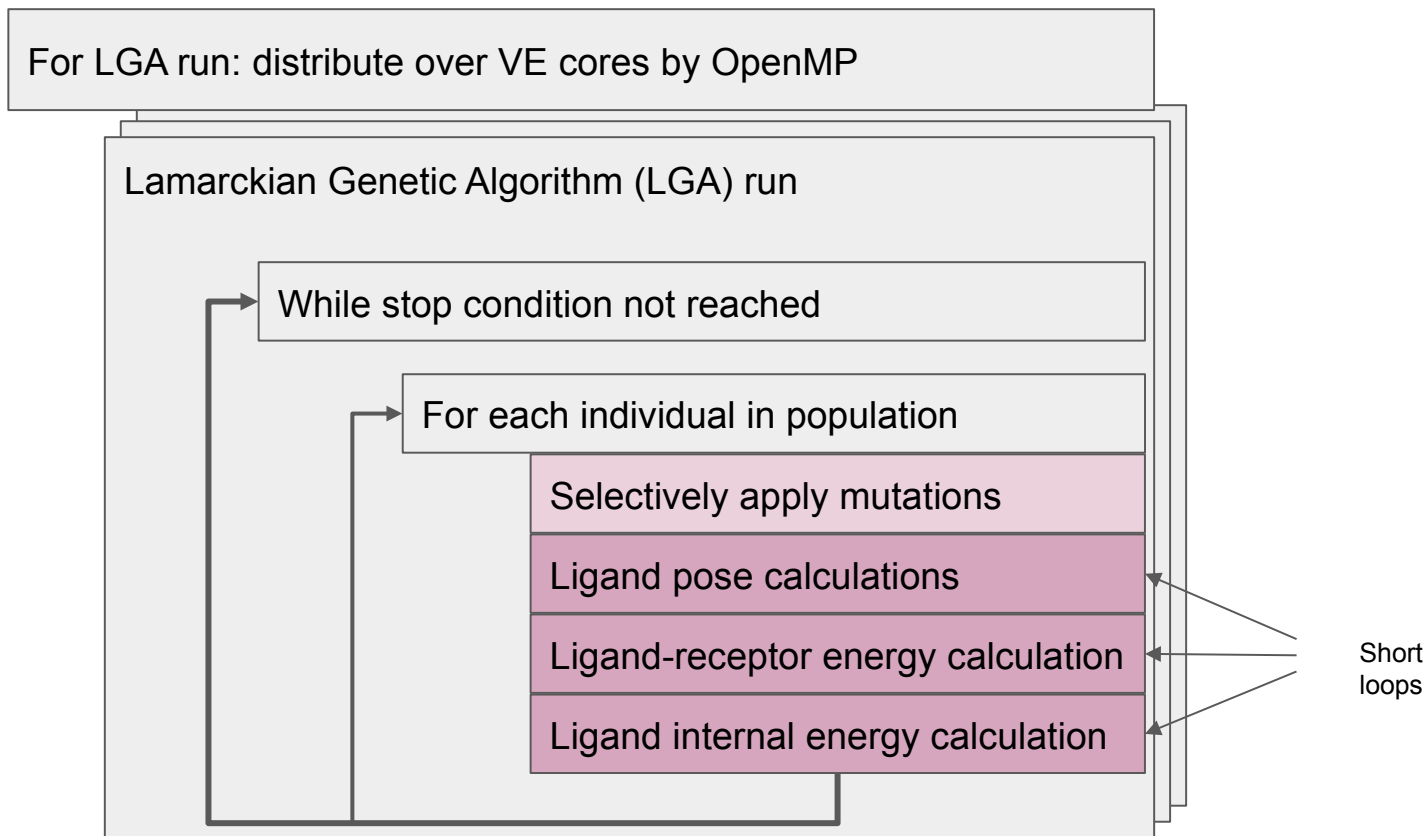 For LGA run: distribute over VE cores by OpenMP
Lamarckian Genetic Algorithm (LGA) run
While stop condition not reached
For each individual in population
Selectively apply mutations
Ligand pose calculations
Ligand-receptor energy calculation
Ligand internal energy calculation
Short
loops